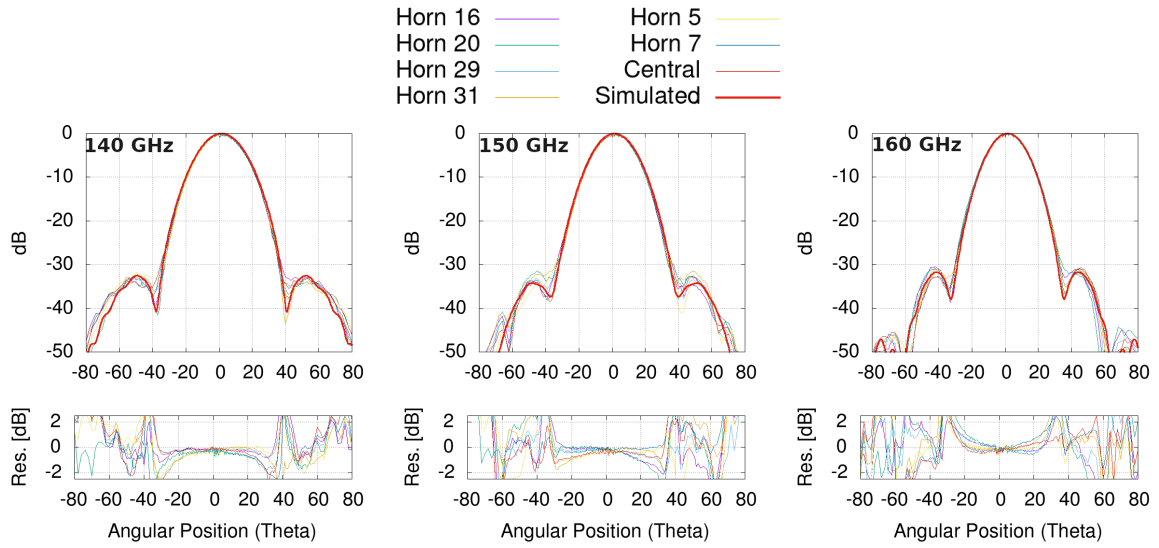 Horn 16 Horn 5
Horn 20 Horn 7
Horn 29 Central
Horn 31 Simulated
140 GHz 150 GHz 160 GHz
0 0 0
-10 -10 -10
-20 -20 -20
-30 -30 -30
-40 -40 -40
-50 -50 -50
dB dB dB
-80 -60 -40 -20 0 20 40 60 80 -80 -60 -40 -20 0 20 40 60 80 -80 -60 -40 -20 0 20 40 60 80
2 2 2
0 0 0
-2 -2 -2
Res. [dB] Res. [dB] Res. [dB]
-80 -60 -40 -20 0 20 40 60 80 -80 -60 -40 -20 0 20 40 60 80 -80 -60 -40 -20 0 20 40 60 80
Angular Position (Theta) Angular Position (Theta) Angular Position (Theta)